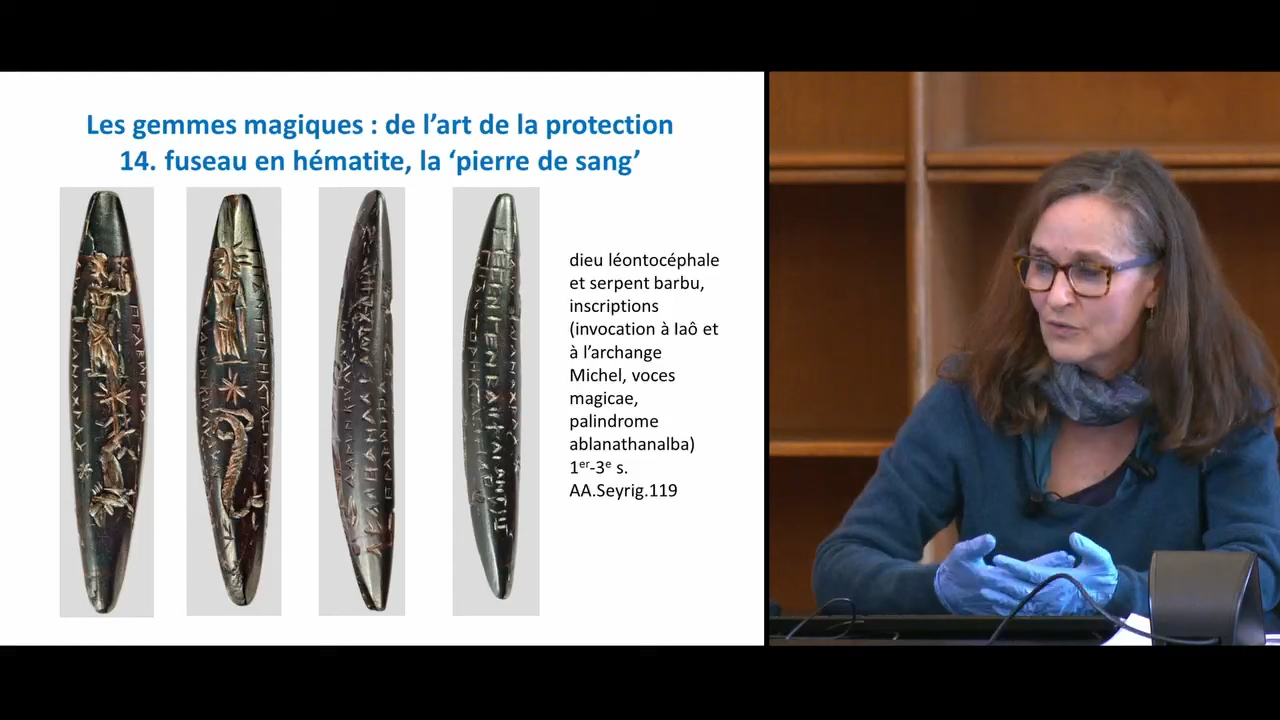 Les gemmes magiques : de l’art de la protection
14. fuseau en hématite, la ‘pierre de sang’
dieu léontocéphale
et serpent barbu,
inscriptions
(invocation à Iaô et
à l’archange
Michel, voces
magicae,
palindrome
ablanathanalba)
1er-3e s.
AA.Seyrig.119